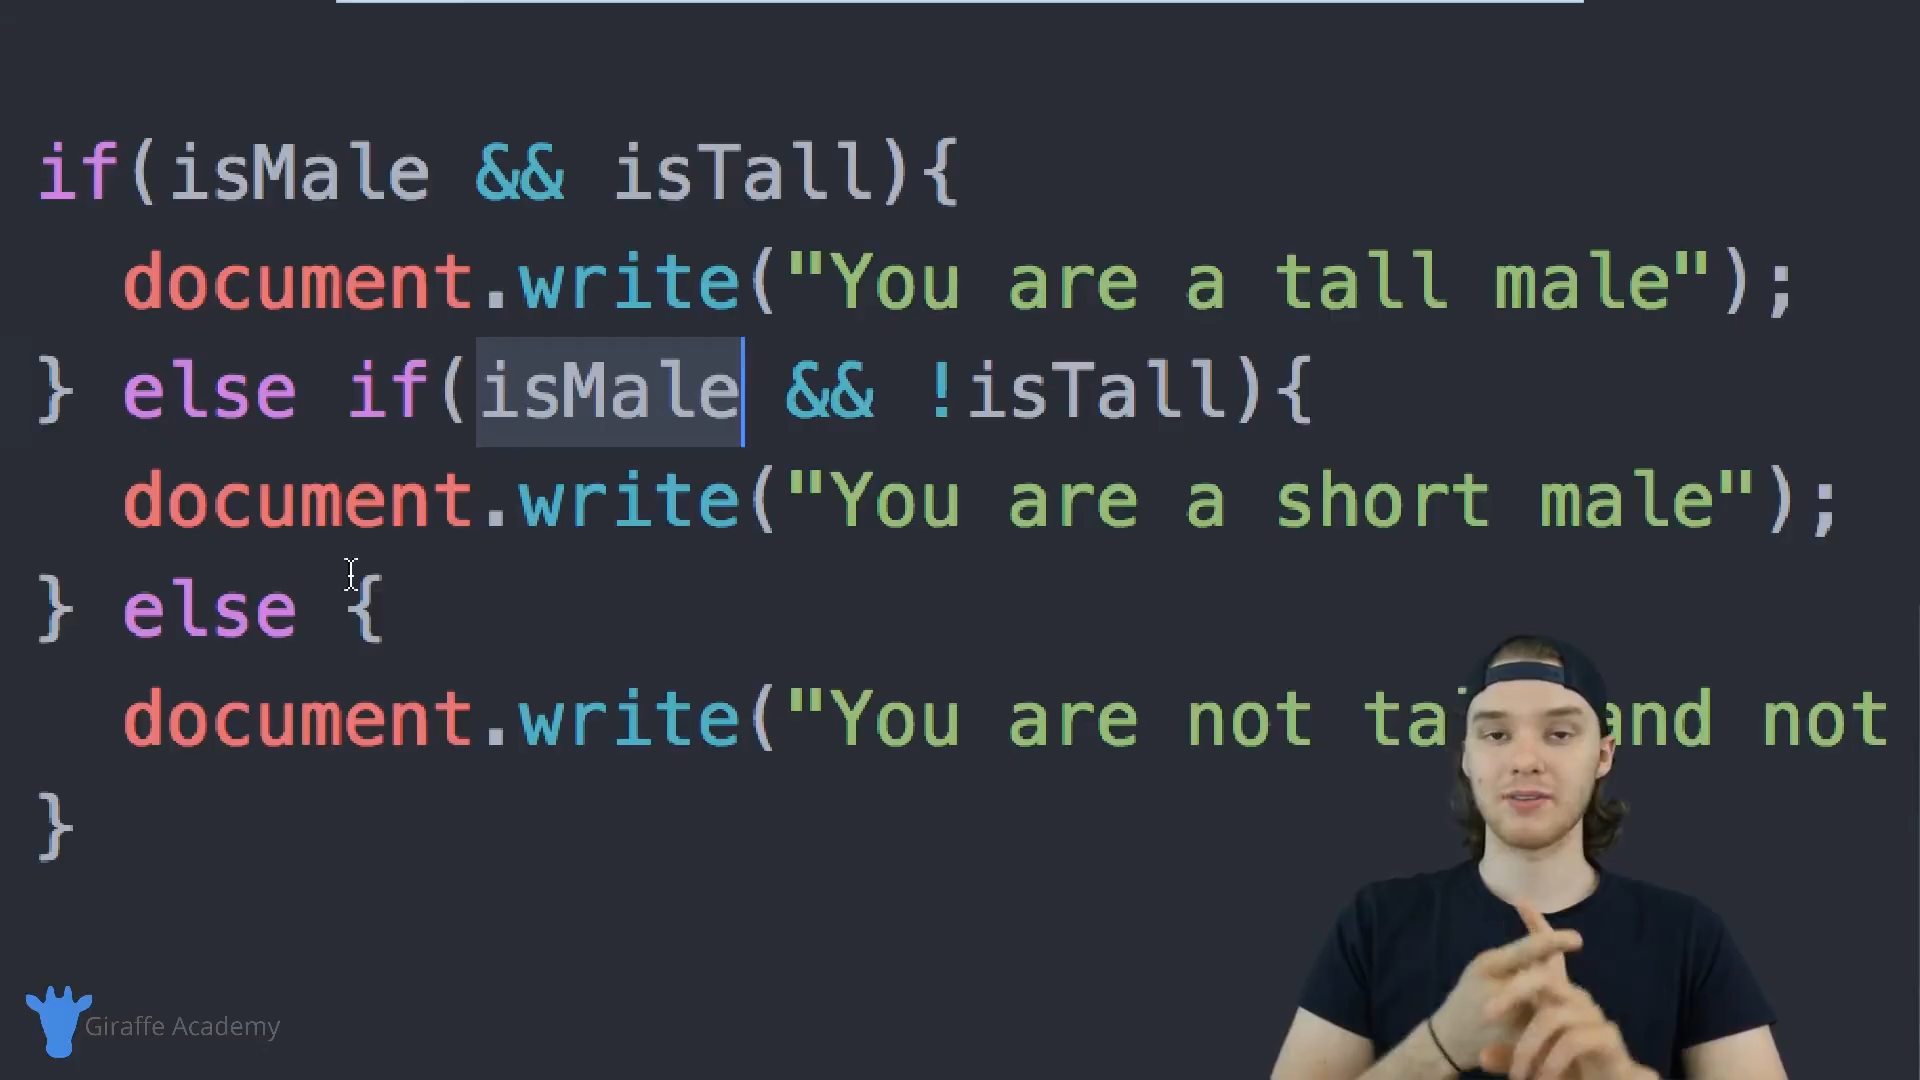 if(isMale && isTall){
document.write("You are a tall male");
} else if(isMale && !isTall){
document.write("You are a short male");
} else {
document.write("You are not and not
}
Giraffe Academy